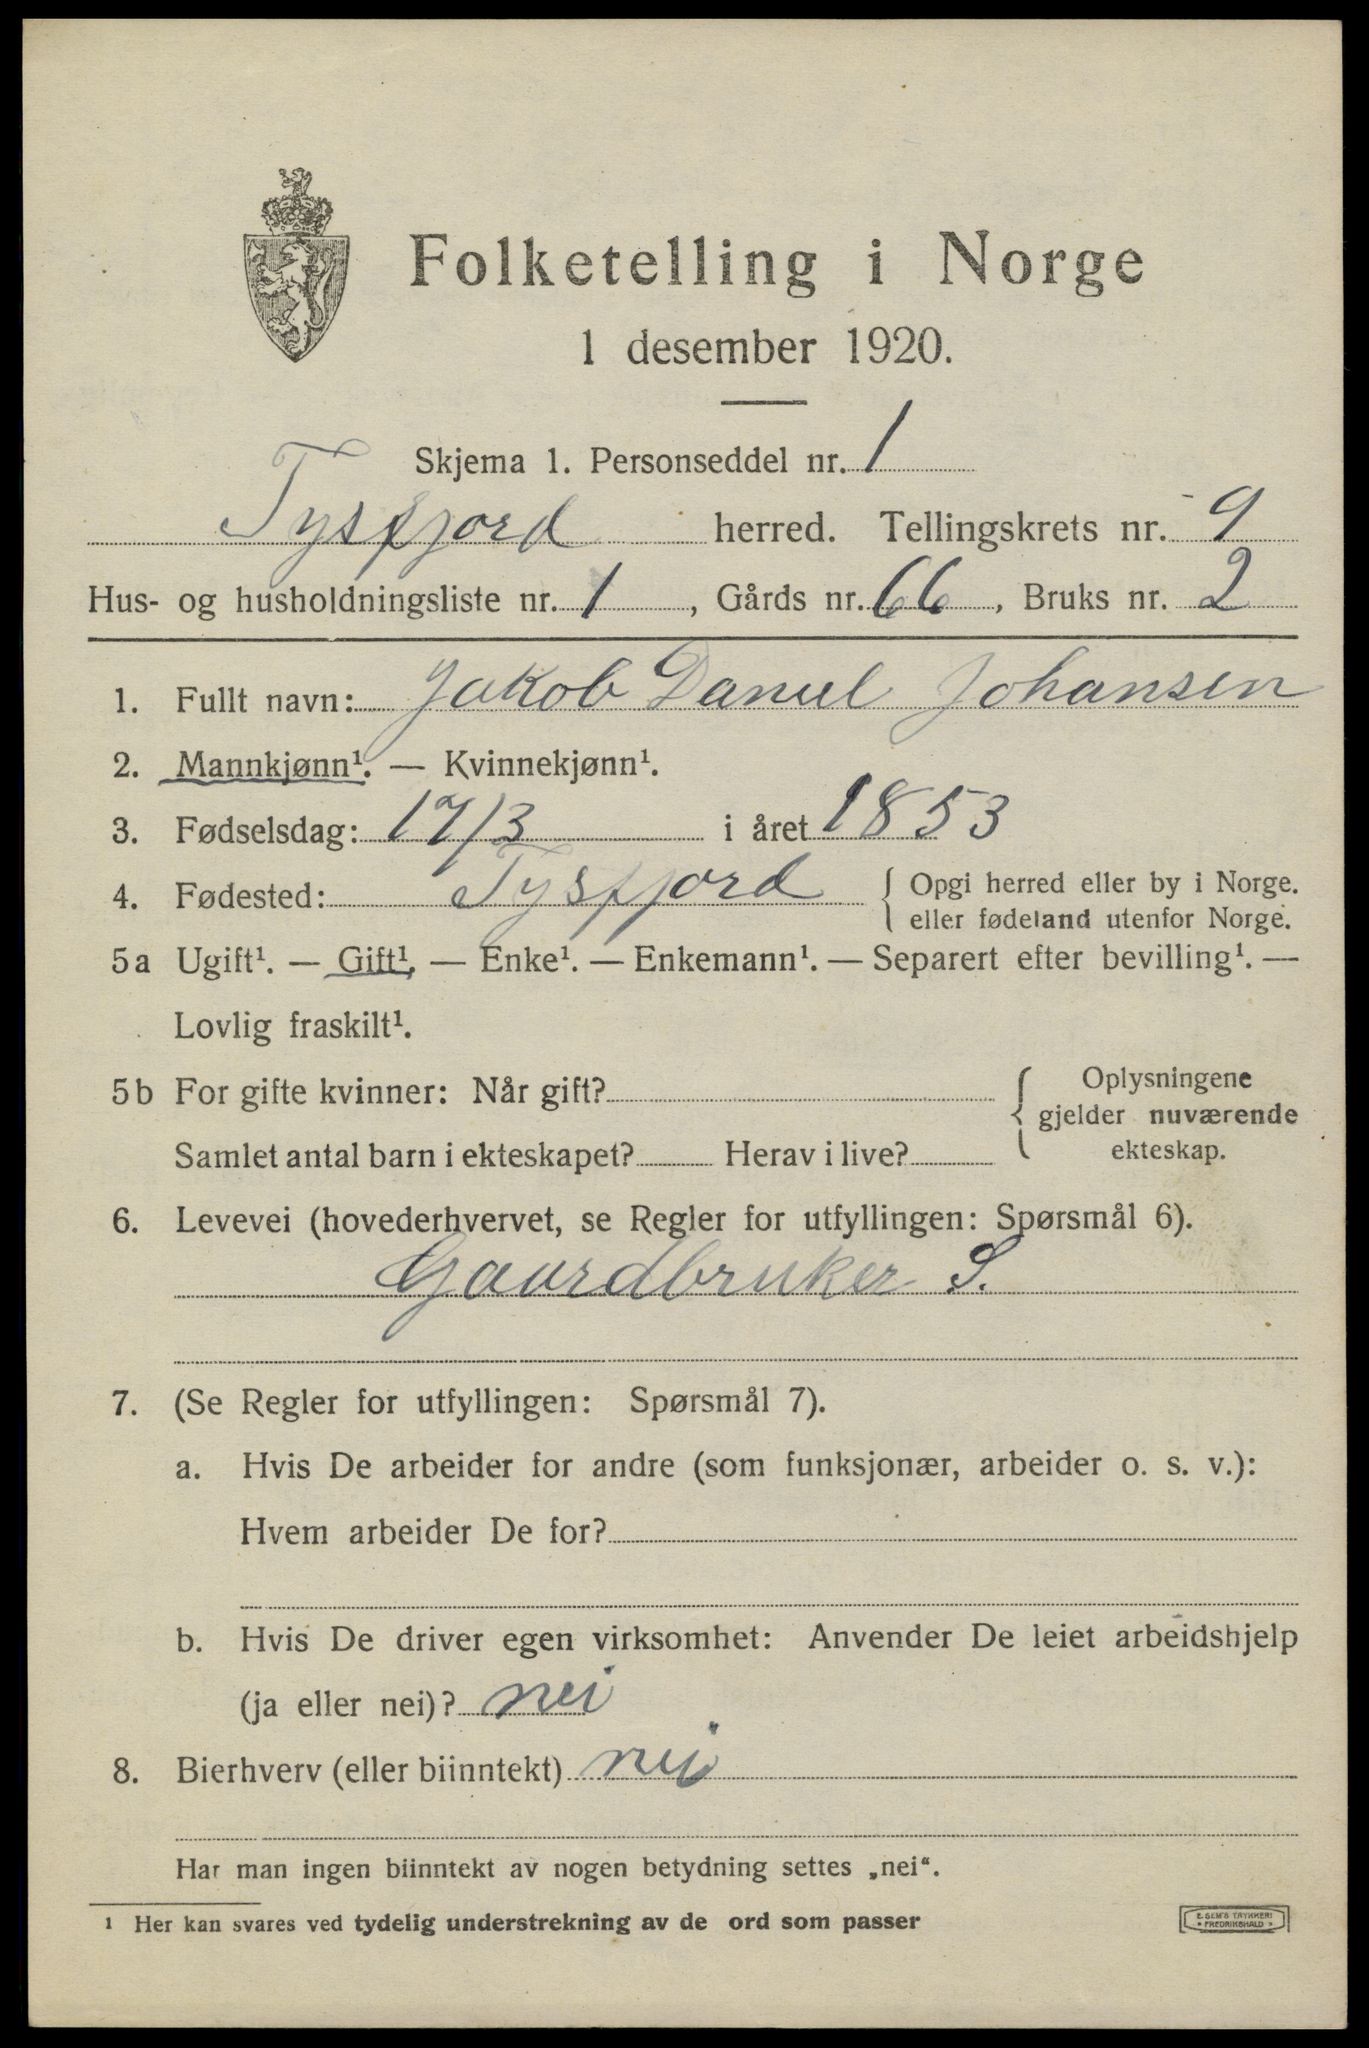 Folketelling i Norge
1 desember 1920.
Skjema 1. Personseddel nr. 1
Tysfjord herred. Tellingskrets nr. 9
Hus- og husholdningsliste nr. 1, Gårds nr. 66, Bruks nr. 2
1. Fullt navn: Jakob Daniel Johansen
2. Mannkjønn¹. — Kvinnekjønn¹.
3. Fødselsdag: 17/3 i året 1853
4. Fødested: Tysfjord { Opgi herred eller by i Norge.
eller fødeland utenfor Norge.
5a Ugift¹. — Gift¹. — Enke¹. — Enkemann¹. — Separert efter bevilling¹. —
Lovlig fraskilt¹.
5b For gifte kvinner: Når gift? { Oplysningene
gjelder nuværende
ekteskap.
Samlet antal barn i ekteskapet? Herav i live?
6. Levevei (hovederhvervet, se Regler for utfyllingen: Spørsmål 6).
Gaardbruker S.
7. (Se Regler for utfyllingen: Spørsmål 7).
a. Hvis De arbeider for andre (som funksjonær, arbeider o. s. v.):
Hvem arbeider De for?
b. Hvis De driver egen virksomhet: Anvender De leiet arbeidshjelp
(ja eller nei)? nei
8. Bierhverv (eller biinntekt) nei
Har man ingen biinntekt av nogen betydning settes „nei“.
1 Her kan svares ved tydelig understrekning av de ord som passer
E. SEM'S TRYKKERI
• FREDRIKSHALD •